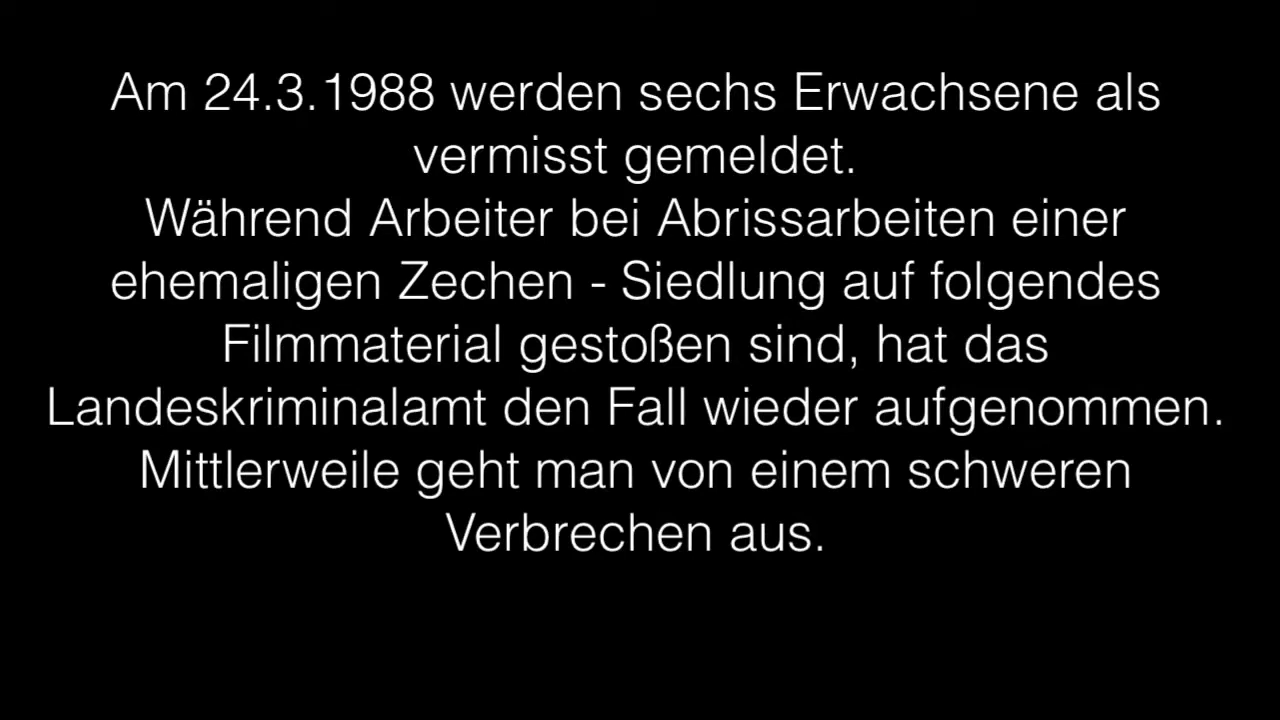 Am 24.3.1988 werden sechs Erwachsene als
vermisst gemeldet.
Während Arbeiter bei Abrissarbeiten einer
ehemaligen Zechen - Siedlung auf folgendes
Filmmaterial gestoßen sind, hat das
Landeskriminalamt den Fall wieder aufgenommen.
Mittlerweile geht man von einem schweren
Verbrechen aus.